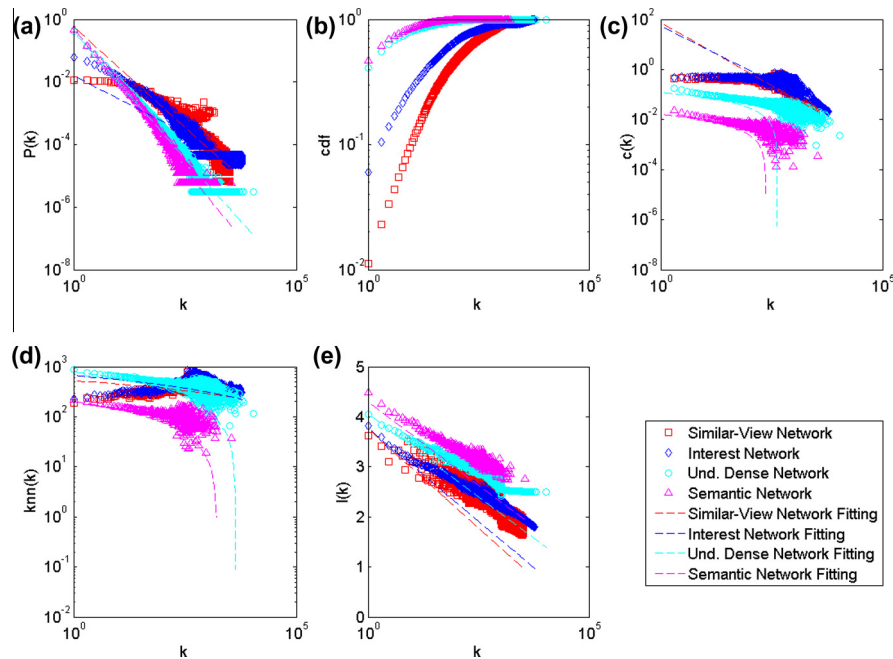 (a)
10^0
10^-2
10^-4
10^-6
10^-8
P(k)
10^0
10^5
k
(b)
10^0
10^-1
10^-2
cdf
10^0
10^5
k
(c)
10^2
10^0
10^-2
10^-4
10^-6
10^-8
c(k)
10^0
10^5
k
(d)
10^3
10^2
10^1
10^0
10^-1
10^-2
knn(k)
10^0
10^5
k
(e)
5
4
3
2
1
0
l(k)
10^0
10^5
k
Similar-View Network
Interest Network
Und. Dense Network
Semantic Network
Similar-View Network Fitting
Interest Network Fitting
Und. Dense Network Fitting
Semantic Network Fitting